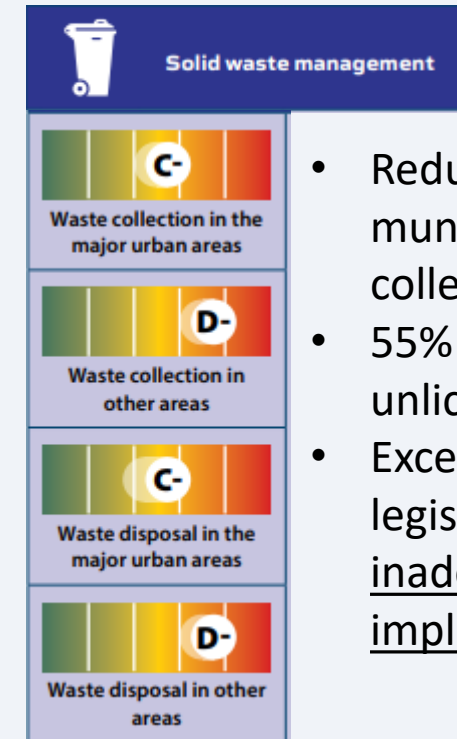 Solid waste management
C-
Waste collection in the
major urban areas
D-
Waste collection in
other areas
C-
Waste disposal in the
major urban areas
D-
Waste disposal in other
areas
• Redu
mun
colle
• 55%
unlic
• Exce
legis
inad
impl